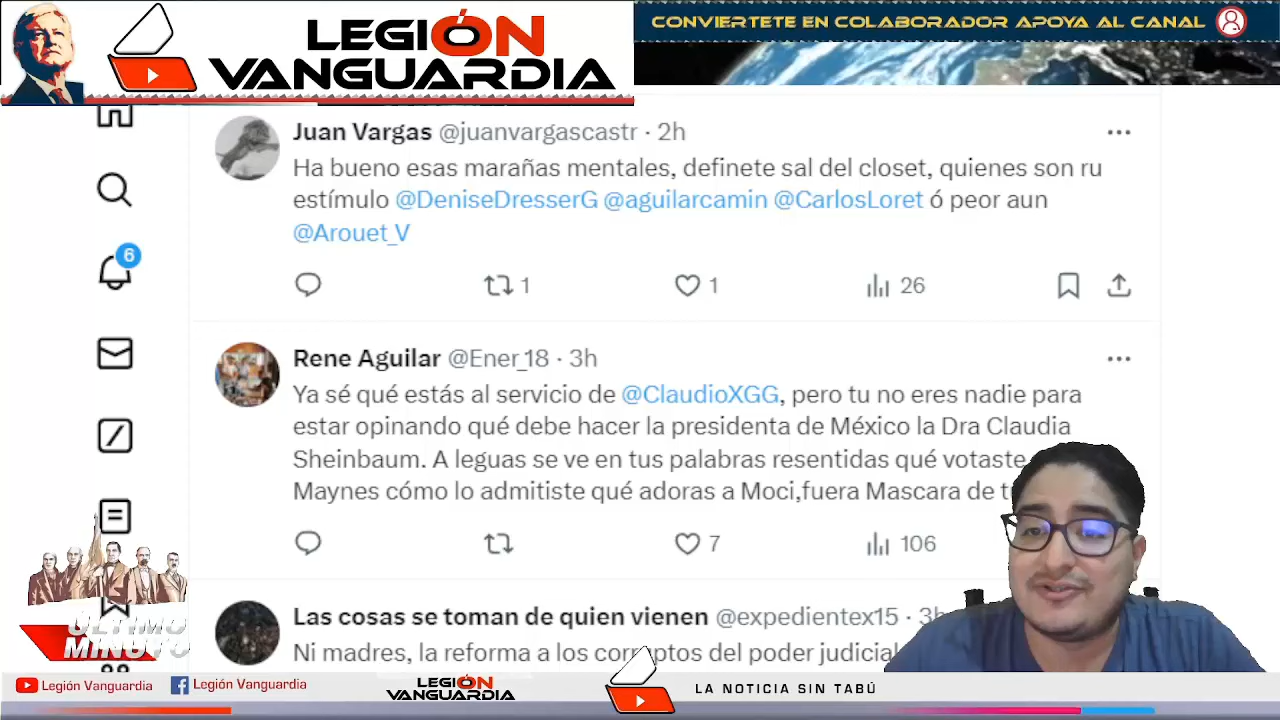 LEGIÓN
VANGUARDIA
CONVIERTETE EN COLABORADOR APOYA AL CANAL
Juan Vargas @juanvargascastr · 2h
Ha bueno esas marañas mentales, definete sal del closet, quienes son ru
estímulo @DeniseDresserG @aguilarcamin @CarlosLoret ó peor aun
@Arouet_V
1
1
26
6
Rene Aguilar @Ener_18 · 3h
Ya sé qué estás al servicio de @ClaudioXGG, pero tu no eres nadie para
estar opinando qué debe hacer la presidenta de México la Dra Claudia
Sheinbaum. A leguas se ve en tus palabras resentidas qué votaste
Maynes cómo lo admitiste qué adoras a Moci,fuera Mascara de
7
106
Las cosas se toman de quien vienen @expedientex15 · 3h
Ni madres, la reforma a los corruptos del poder judicial
ÚLTIMO
MINUTO
Legión Vanguardia
Legión Vanguardia
LEGIÓN
VANGUARDIA
LA NOTICIA SIN TABÚ